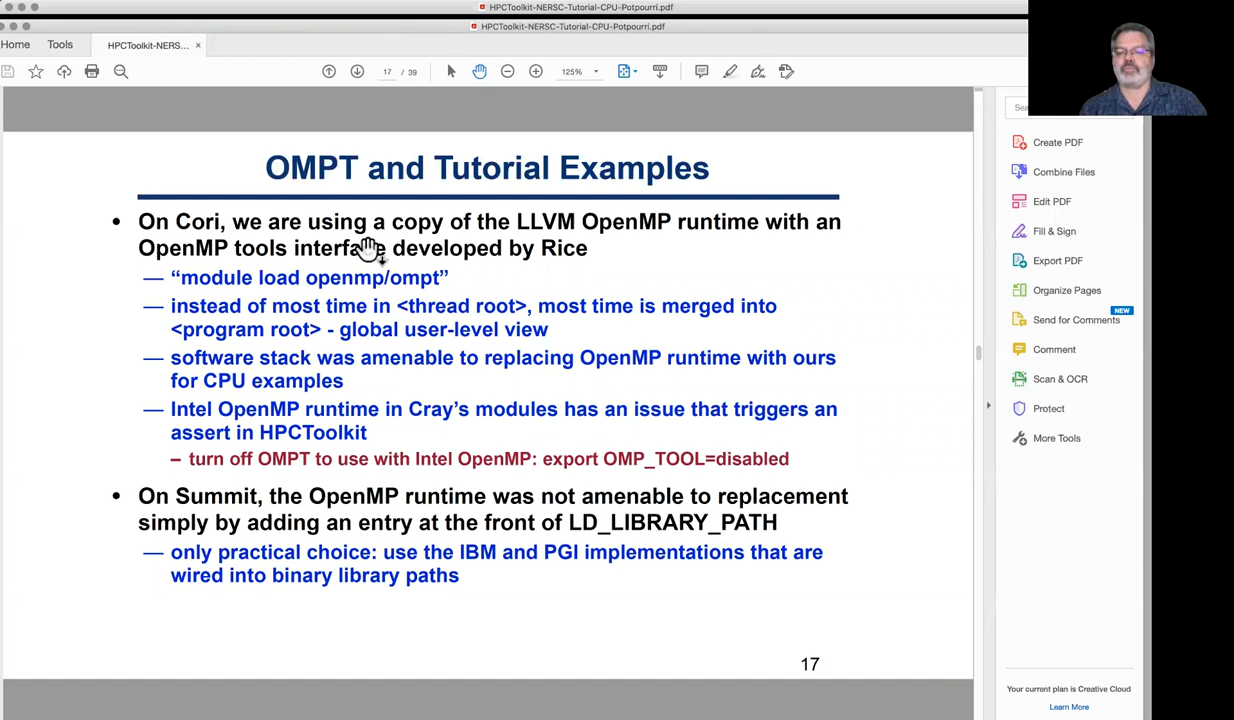 HPCToolkit-NERSC-Tutorial-CPU-Potpourri.pdf
HPCToolkit-NERSC-Tutorial-CPU-Potpourri.pdf
Home Tools HPCToolkit-NERS... ×
17 / 39 125%
OMPT and Tutorial Examples
• On Cori, we are using a copy of the LLVM OpenMP runtime with an
OpenMP tools interface developed by Rice
— “module load openmp/ompt”
— instead of most time in <thread root>, most time is merged into
<program root> - global user-level view
— software stack was amenable to replacing OpenMP runtime with ours
for CPU examples
— Intel OpenMP runtime in Cray’s modules has an issue that triggers an
assert in HPCToolkit
– turn off OMPT to use with Intel OpenMP: export OMP_TOOL=disabled
• On Summit, the OpenMP runtime was not amenable to replacement
simply by adding an entry at the front of LD_LIBRARY_PATH
— only practical choice: use the IBM and PGI implementations that are
wired into binary library paths
17
Create PDF
Combine Files
Edit PDF
Fill & Sign
Export PDF
Organize Pages
NEW
Send for Comments
Comment
Scan & OCR
Protect
More Tools
Your current plan is Creative Cloud
Learn More